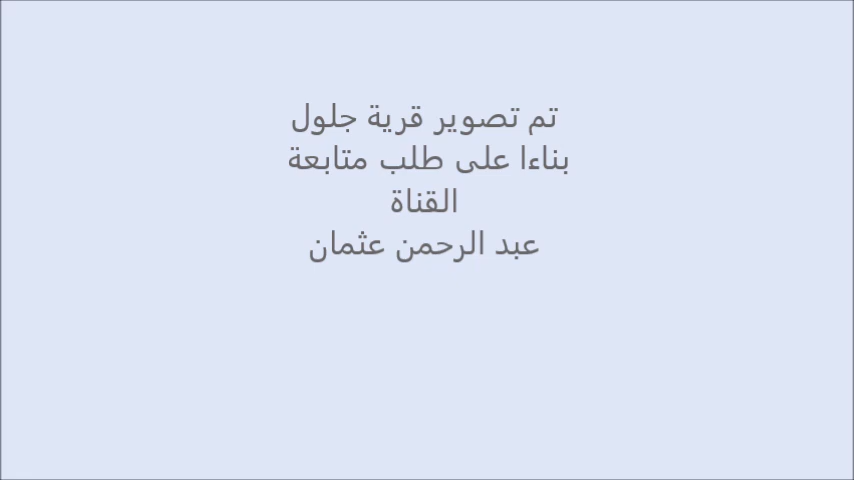 تم تصوير قرية جلول
بناءا على طلب متابعة
القناة
عبد الرحمن عثمان